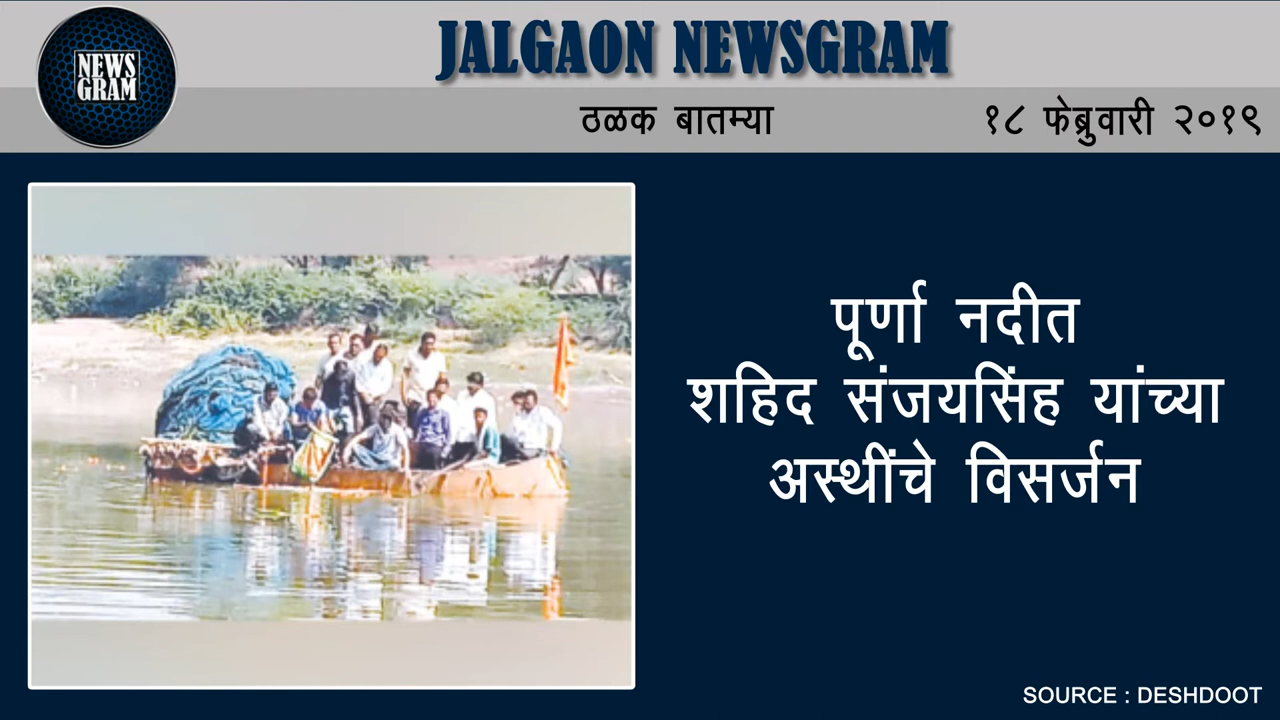 NEWS
GRAM
JALGAON NEWSGRAM
ठळक बातम्या
१८ फेब्रुवारी २०१९
पूर्णा नदीत
शहिद संजयसिंह यांच्या
अस्थींचे विसर्जन
SOURCE : DESHDOOT